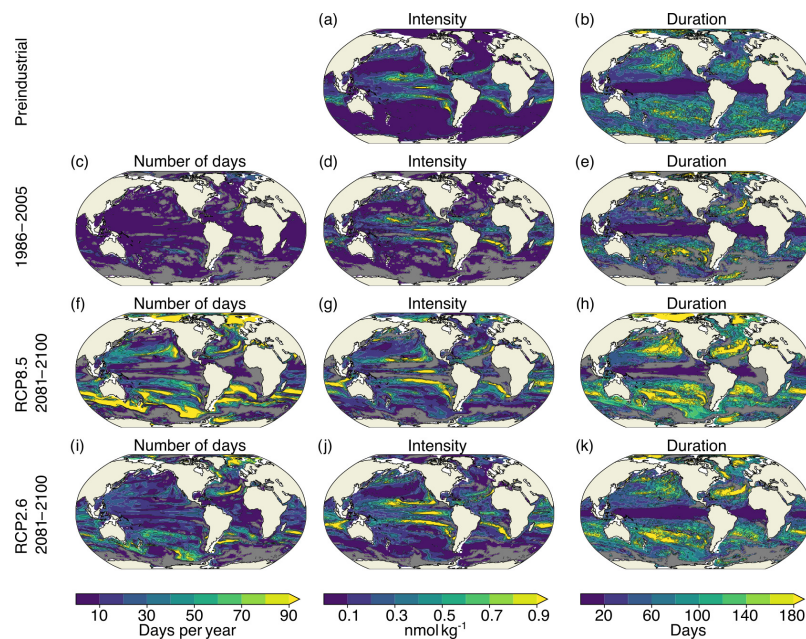 (a) Intensity
(b) Duration
Preindustrial
(c) Number of days
(d) Intensity
(e) Duration
1986–2005
(f) Number of days
(g) Intensity
(h) Duration
RCP8.5
2081–2100
(i) Number of days
(j) Intensity
(k) Duration
RCP2.6
2081–2100
10 30 50 70 90
Days per year
0.1 0.3 0.5 0.7 0.9
nmol kg⁻¹
20 60 100 140 180
Days